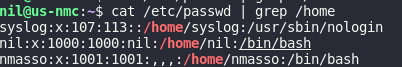 nil@us-nmc:~$ cat /etc/passwd | grep /home
syslog:x:107:113::/home/syslog:/usr/sbin/nologin
nil:x:1000:1000:nil:/home/nil:/bin/bash
nmasso:x:1001:1001:,,,:/home/nmasso:/bin/bash